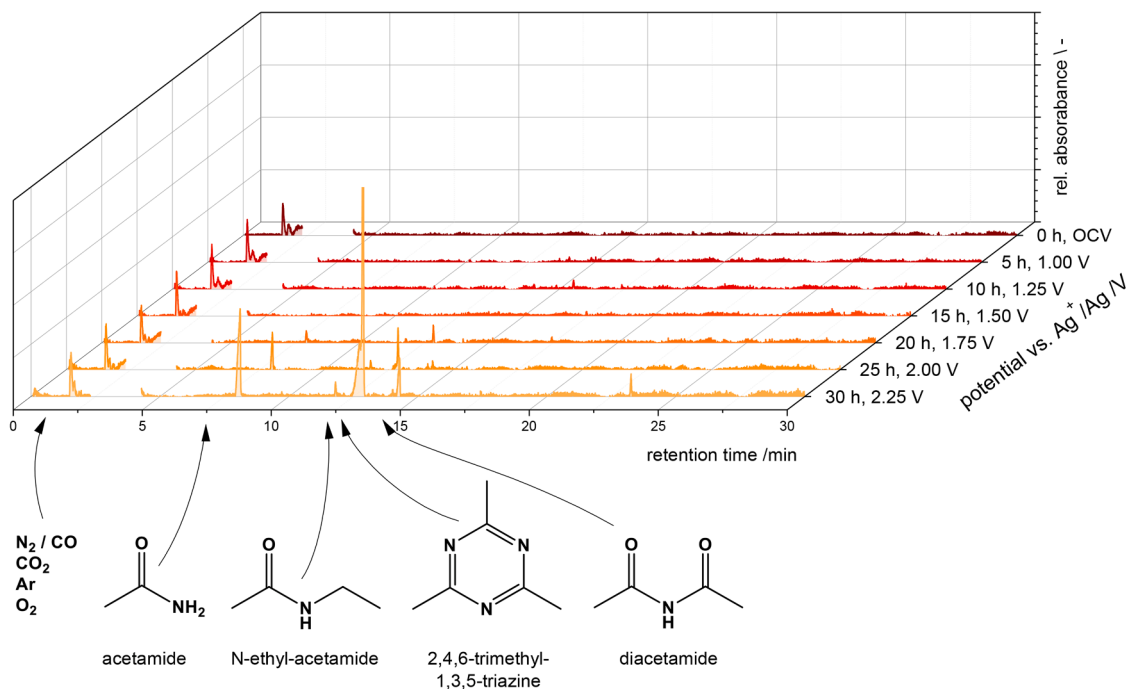 rel. absorabance \ -
0 h, OCV
5 h, 1.00 V
10 h, 1.25 V
15 h, 1.50 V
20 h, 1.75 V
25 h, 2.00 V
30 h, 2.25 V
potential vs. Ag⁺/Ag /V
0 5 10 15 20 25 30
retention time /min
N₂ / CO
CO₂
Ar
O₂
O
NH₂
O
N
H
N N
N
O O
N
H
acetamide
N-ethyl-acetamide
2,4,6-trimethyl-
1,3,5-triazine
diacetamide